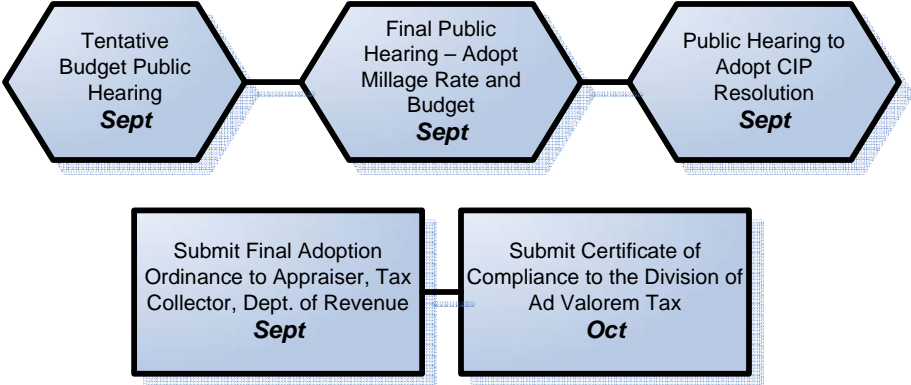 Tentative
Budget Public
Hearing
Sept
Final Public
Hearing – Adopt
Millage Rate and
Budget
Sept
Public Hearing to
Adopt CIP
Resolution
Sept
Submit Final Adoption
Ordinance to Appraiser, Tax
Collector, Dept. of Revenue
Sept
Submit Certificate of
Compliance to the Division of
Ad Valorem Tax
Oct